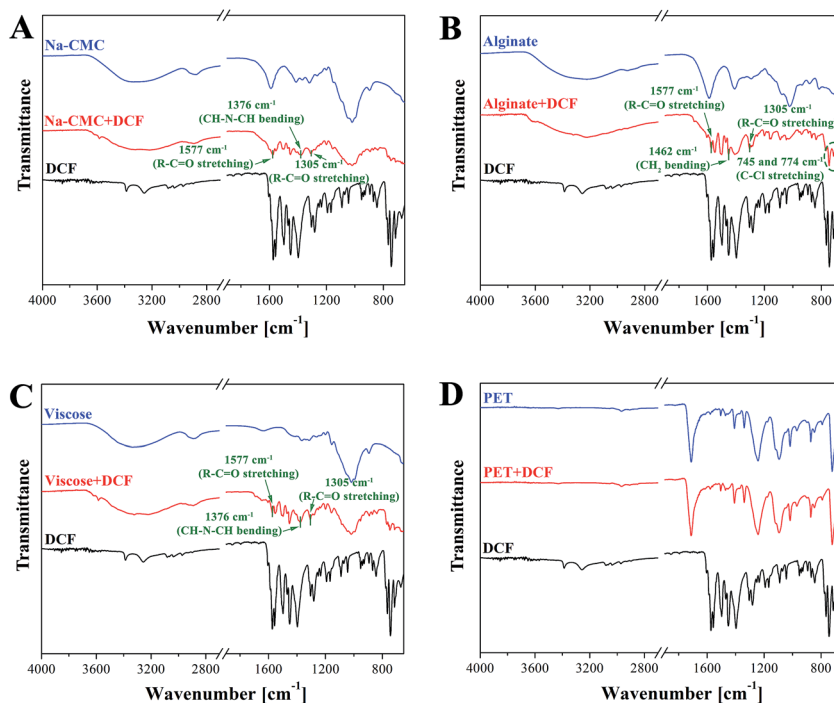 A
Na-CMC
1376 cm-1
(CH-N-CH bending)
Na-CMC+DCF
1577 cm-1
(R-C=O stretching)
1305 cm-1
(R-C=O stretching)
DCF
Transmittance
4000 3600 3200 2800 1600 1200 800
Wavenumber [cm-1]
B
Alginate
1577 cm-1
(R-C=O stretching)
1305 cm-1
(R-C=O stretching)
Alginate+DCF
1462 cm-1
(CH2 bending)
745 and 774 cm-1
(C-Cl stretching)
DCF
Transmittance
4000 3600 3200 2800 1600 1200 800
Wavenumber [cm-1]
C
Viscose
1577 cm-1
(R-C=O stretching)
1305 cm-1
(R-C=O stretching)
Viscose+DCF
1376 cm-1
(CH-N-CH bending)
DCF
Transmittance
4000 3600 3200 2800 1600 1200 800
Wavenumber [cm-1]
D
PET
PET+DCF
DCF
Transmittance
4000 3600 3200 2800 1600 1200 800
Wavenumber [cm-1]